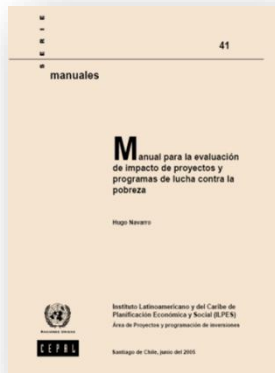 SERIE
41
manuales
Manual para la evaluación
de impacto de proyectos y
programas de lucha contra la
pobreza
Hugo Navarro
Instituto Latinoamericano y del Caribe de
Planificación Económica y Social (ILPES)
Área de Proyectos y programación de inversiones
NACIONES UNIDAS
CEPAL
Santiago de Chile, junio del 2005